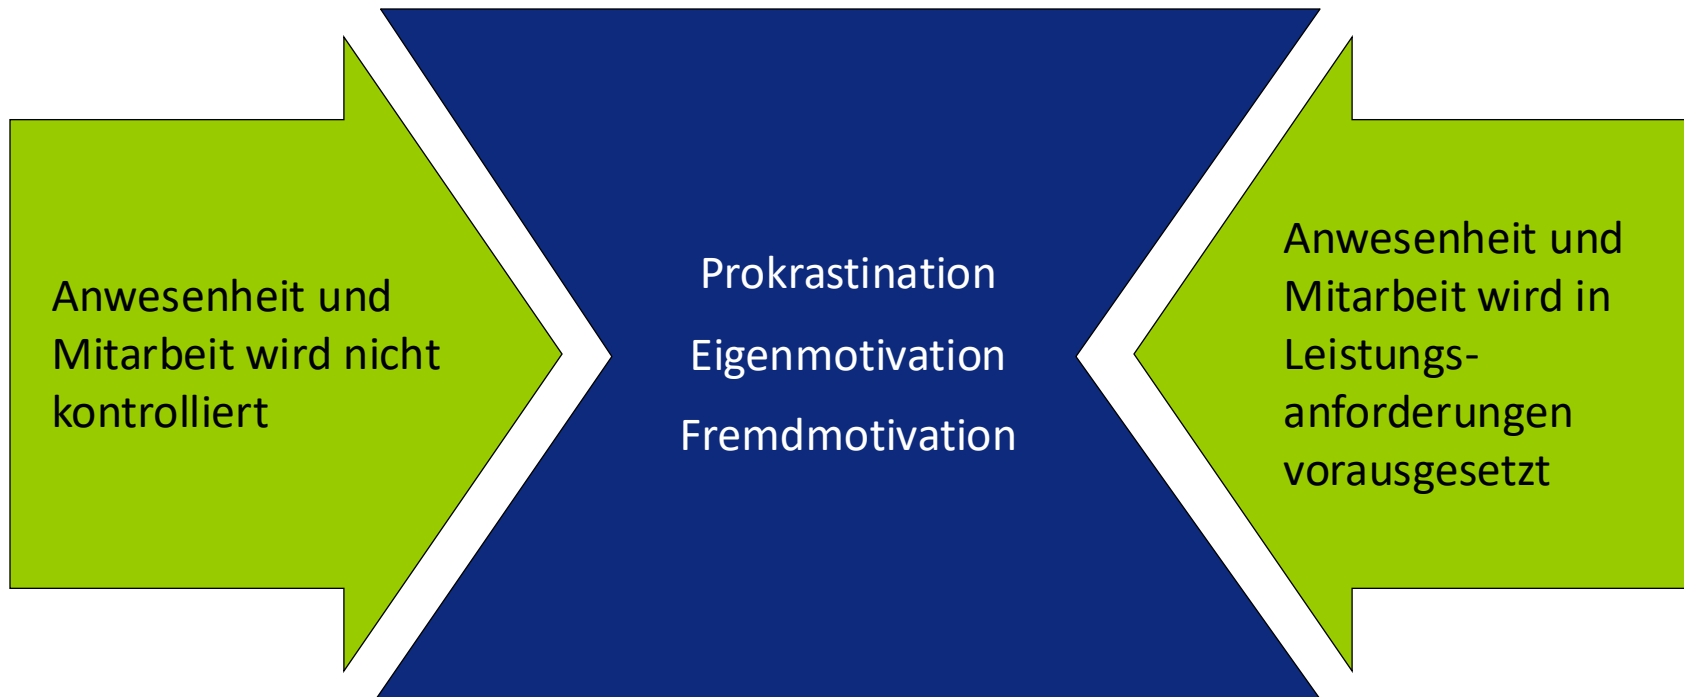 Anwesenheit und
Mitarbeit wird nicht
kontrolliert
Prokrastination
Eigenmotivation
Fremdmotivation
Anwesenheit und
Mitarbeit wird in
Leistungs-
anforderungen
vorausgesetzt